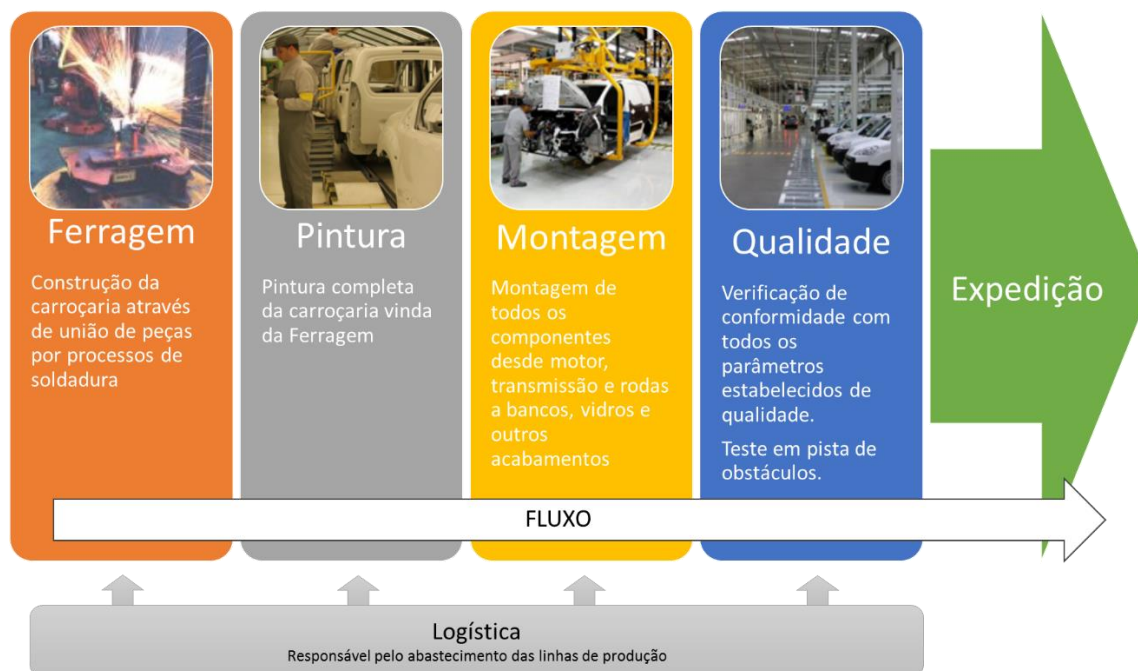 Ferragem
Construção da
carroçaria através
de união de peças
por processos de
soldadura
Pintura
Pintura completa
da carroçaria vinda
da Ferragem
Montagem
Montagem de
todos os
componentes
desde motor,
transmissão e rodas
a bancos, vidros e
outros
acabamentos
Qualidade
Verificação de
conformidade com
todos os
parâmetros
estabelecidos de
qualidade.
Teste em pista de
obstáculos.
Expedição
FLUXO
Logística
Responsável pelo abastecimento das linhas de produção